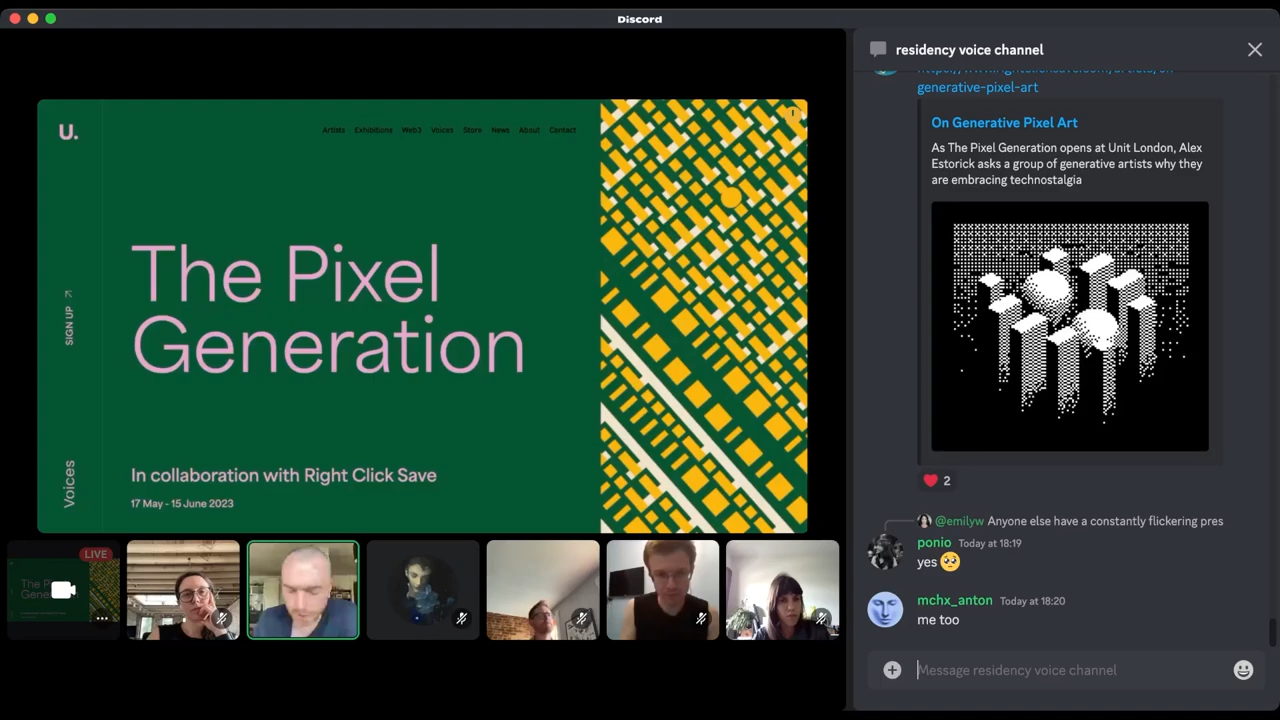 Discord
U.
Artists Exhibitions Web3 Voices Store News About Contact
The Pixel
Generation
SIGN UP
Voices
In collaboration with Right Click Save
17 May - 15 June 2023
LIVE
The
residency voice channel
generative-pixel-art
On Generative Pixel Art
As The Pixel Generation opens at Unit London, Alex
Estorick asks a group of generative artists why they
are embracing technostalgia
2
@emilyw Anyone else have a constantly flickering pres
ponio Today at 18:19
yes 🥺
mchx_anton Today at 18:20
me too
Message residency voice channel